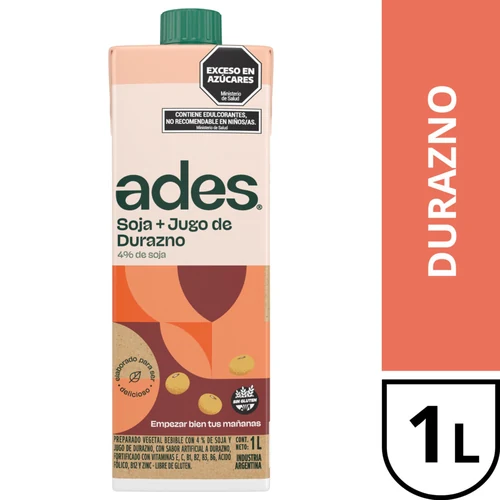 EXCESO EN
AZÚCARES
Ministerio
de Salud
CONTIENE EDULCORANTES,
NO RECOMENDABLE EN NIÑOS/AS.
Ministerio de Salud
ades®
Soja + Jugo de
Durazno
4% de soja
elaborado para ser
delicioso
SIN GLUTEN
Empezar bien tus mañanas
PREPARADO VEGETAL BEBIBLE CON 4 % DE SOJA Y
JUGO DE DURAZNO, CON SABOR ARTIFICIAL A DURAZNO,
FORTIFICADO CON VITAMINAS E, C, B1, B2, B3, B6, ÁCIDO
FÓLICO, B12 Y ZINC - LIBRE DE GLUTEN.
CONT.
NETO: 1L
INDUSTRIA
ARGENTINA
DURAZNO
1L